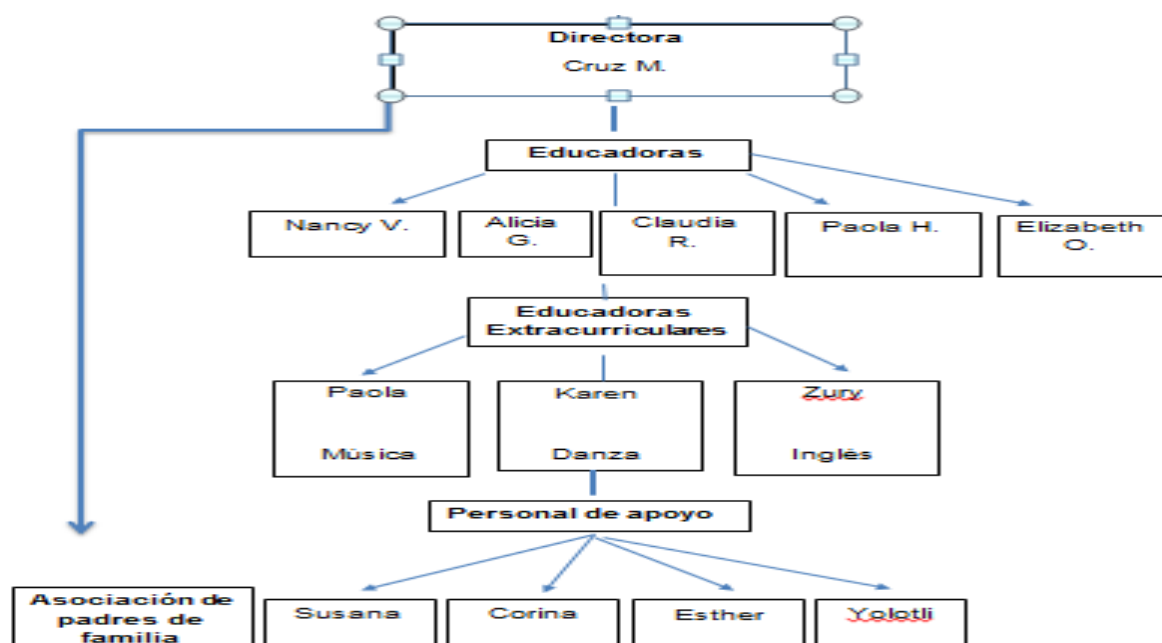 Directora
Cruz M.
Educadoras
Nancy V.
Alicia
G.
Claudia
R.
Paola H.
Elizabeth
O.
Educadoras
Extracurriculares
Paola
Música
Karen
Danza
Zury
Inglés
Personal de apoyo
Asociación de
padres de
familia
Susana
Corina
Esther
Yolotli